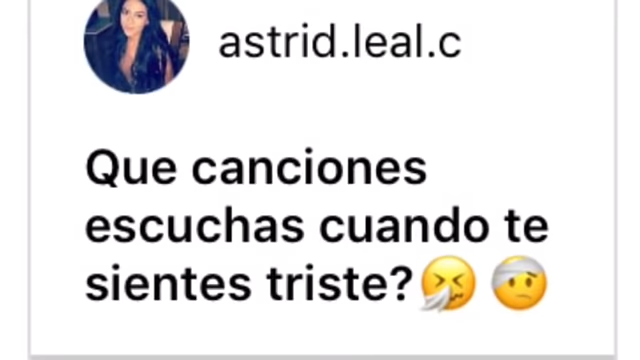 astrid.leal.c
Que canciones
escuchas cuando te
sientes triste?🤧 🤕